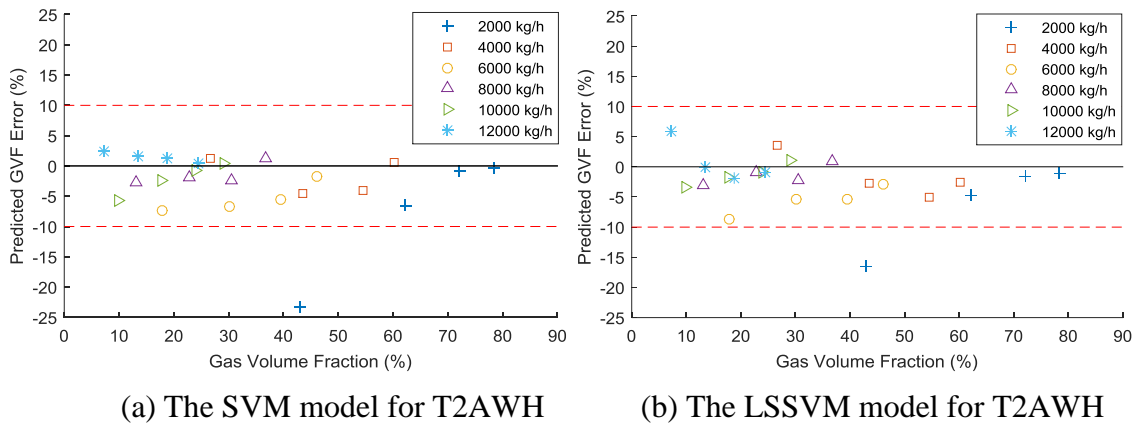 25
20
15
10
5
0
-5
-10
-15
-20
-25
Predicted GVF Error (%)
0 10 20 30 40 50 60 70 80 90
Gas Volume Fraction (%)
2000 kg/h
4000 kg/h
6000 kg/h
8000 kg/h
10000 kg/h
12000 kg/h
(a) The SVM model for T2AWH
25
20
15
10
5
0
-5
-10
-15
-20
-25
Predicted GVF Error (%)
0 10 20 30 40 50 60 70 80 90
Gas Volume Fraction (%)
2000 kg/h
4000 kg/h
6000 kg/h
8000 kg/h
10000 kg/h
12000 kg/h
(b) The LSSVM model for T2AWH